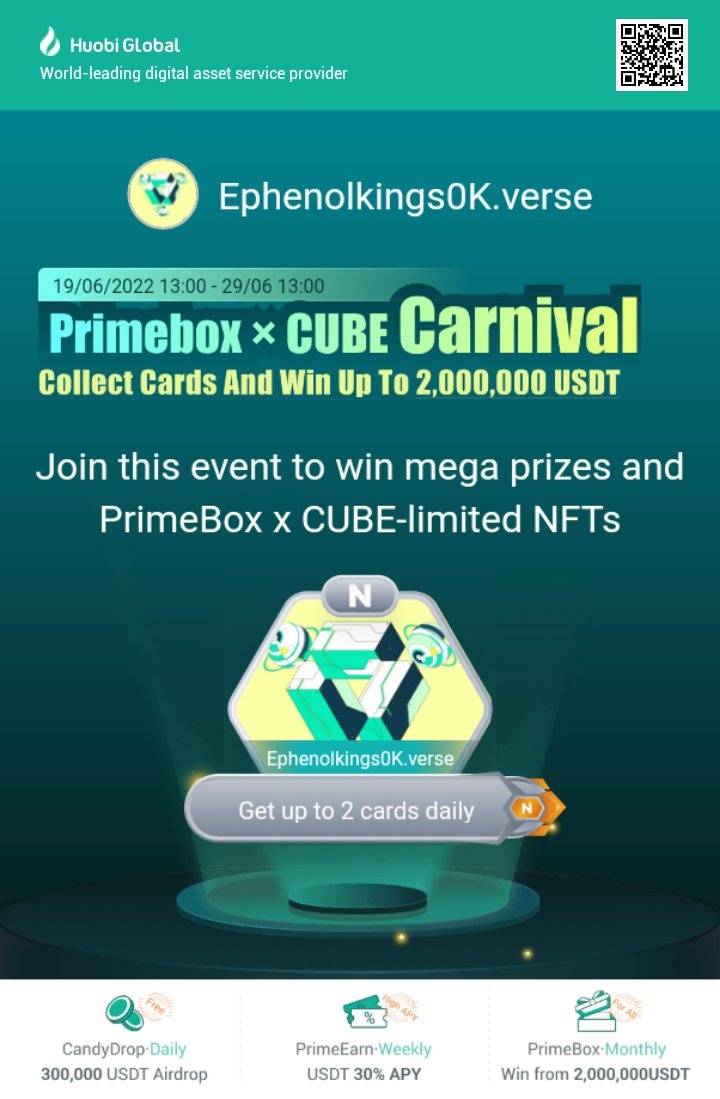 Huobi Global
World-leading digital asset service provider
Ephenolkings0K.verse
19/06/2022 13:00 - 29/06 13:00
Primebox × CUBE Carnival
Collect Cards And Win Up To 2,000,000 USDT
Join this event to win mega prizes and
PrimeBox x CUBE-limited NFTs
N
Ephenolkings0K.verse
Get up to 2 cards daily
N
Free
High APY
For All
%
CandyDrop·Daily
PrimeEarn·Weekly
PrimeBox·Monthly
300,000 USDT Airdrop
USDT 30% APY
Win from 2,000,000USDT